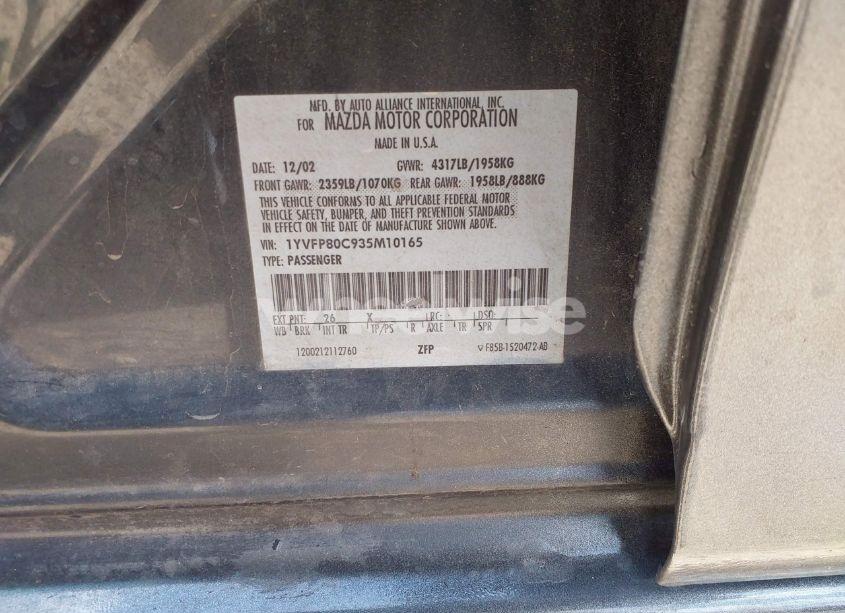 MFD. BY AUTO ALLIANCE INTERNATIONAL, INC.
FOR MAZDA MOTOR CORPORATION
MADE IN U.S.A.
DATE: 12/02 GVWR: 4317LB/1958KG
FRONT GAWR: 2359LB/1070KG REAR GAWR: 1958LB/888KG
THIS VEHICLE CONFORMS TO ALL APPLICABLE FEDERAL MOTOR
VEHICLE SAFETY, BUMPER, AND THEFT PREVENTION STANDARDS
IN EFFECT ON THE DATE OF MANUFACTURE SHOWN ABOVE.
VIN: 1YVFP80C935M10165
TYPE: PASSENGER
EXT PNT: 26 X RC: DSO:
WB BRK INT TR TP/PS R AXLE TR SPR
1200212112760 ZFP F85B-1520472-AB